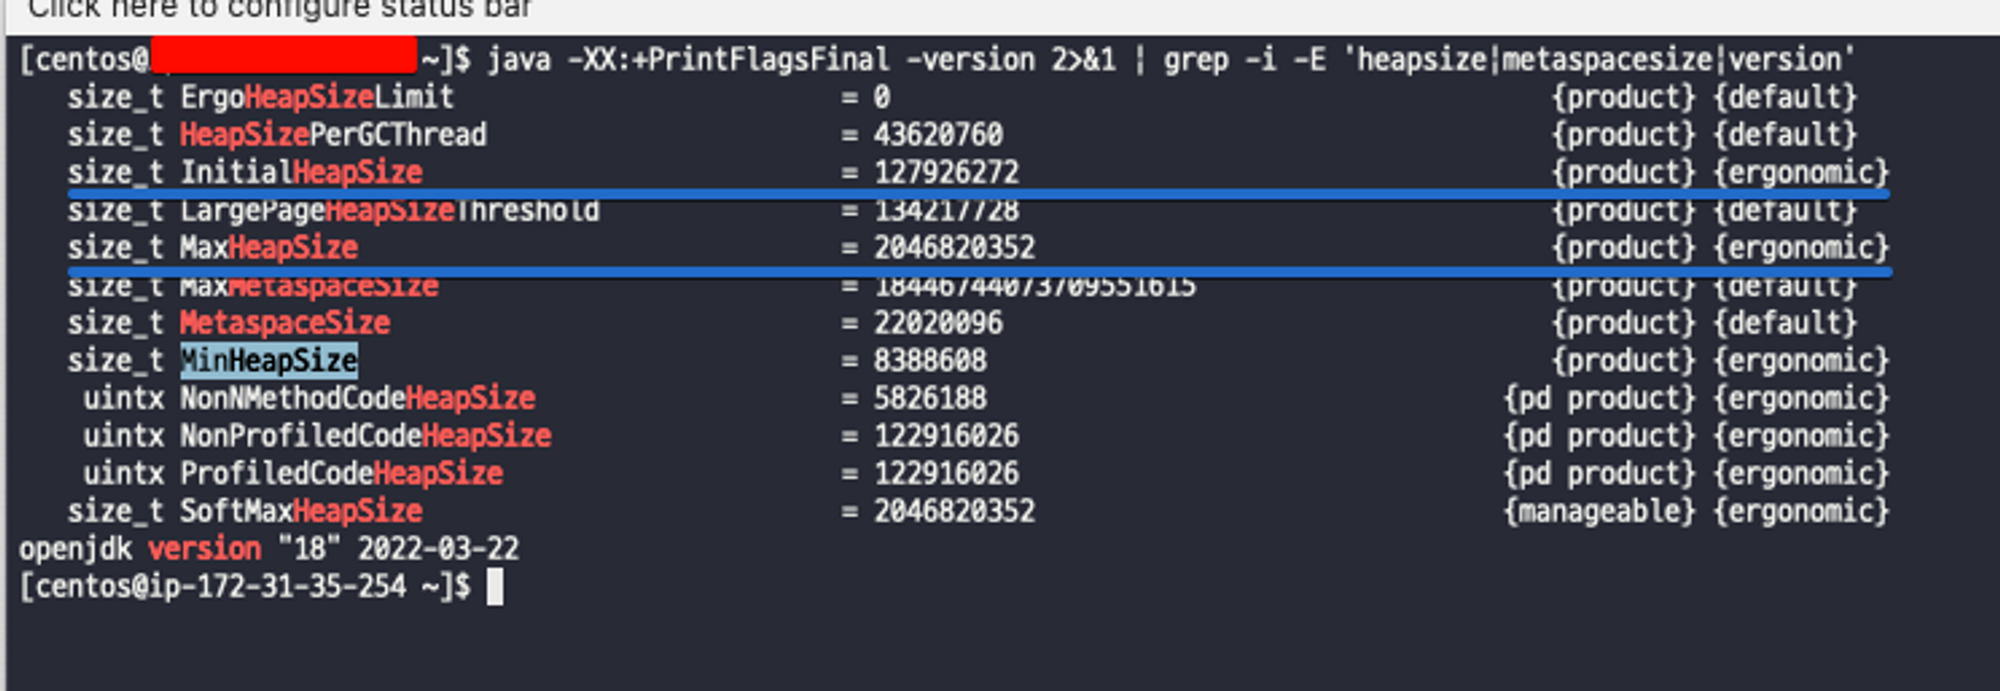 Click here to configure status bar
[centos@ ~]$ java -XX:+PrintFlagsFinal -version 2>&1 | grep -i -E 'heapsize|metaspacesize|version'
size_t ErgoHeapSizeLimit = 0 {product} {default}
size_t HeapSizePerGCThread = 43620760 {product} {default}
size_t InitialHeapSize = 127926272 {product} {ergonomic}
size_t LargePageHeapSizeThreshold = 134217728 {product} {default}
size_t MaxHeapSize = 2046820352 {product} {ergonomic}
size_t MaxMetaspaceSize = 18446744073709551615 {product} {default}
size_t MetaspaceSize = 22020096 {product} {default}
size_t MinHeapSize = 8388608 {product} {ergonomic}
uintx NonNMethodCodeHeapSize = 5826188 {pd product} {ergonomic}
uintx NonProfiledCodeHeapSize = 122916026 {pd product} {ergonomic}
uintx ProfiledCodeHeapSize = 122916026 {pd product} {ergonomic}
size_t SoftMaxHeapSize = 2046820352 {manageable} {ergonomic}
openjdk version "18" 2022-03-22
[centos@ip-172-31-35-254 ~]$